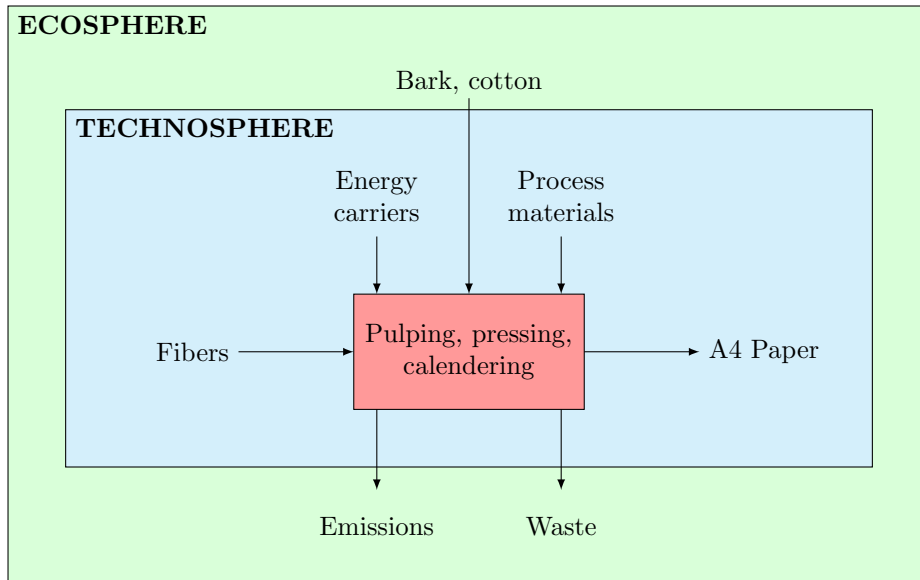 ECOSPHERE
Bark, cotton
TECHNOSPHERE
Energy
carriers
Process
materials
Fibers
Pulping, pressing,
calendering
A4 Paper
Emissions
Waste